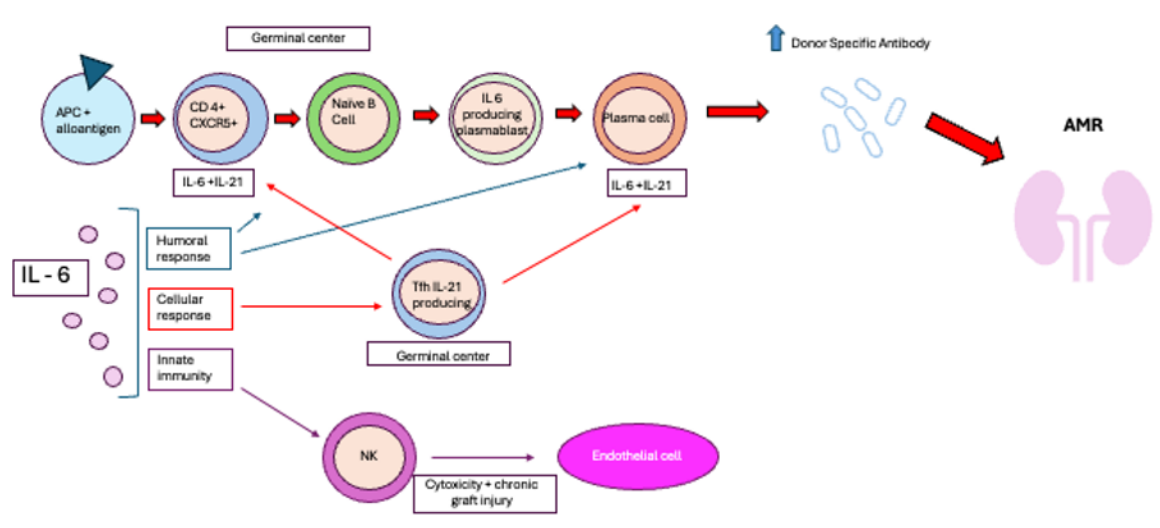 Germinal center
Donor Specific Antibody
APC +
alloantigen
CD 4+
CXCR5+
Naïve B
Cell
IL 6
producing
plasmablast
Plasma cell
AMR
IL-6 +IL-21
IL-6 +IL-21
IL - 6
Humoral
response
Cellular
response
Innate
immunity
Tfh IL-21
producing
Germinal center
NK
Endothelial cell
Cytoxicity + chronic
graft injury